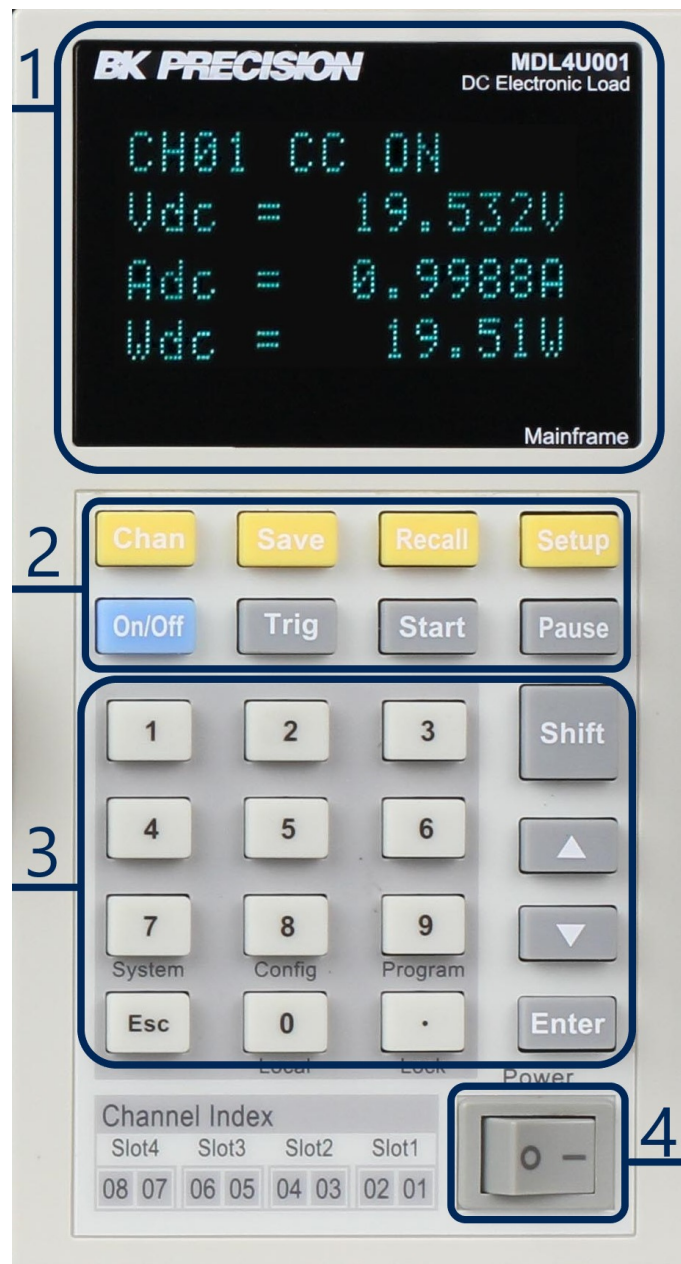 1
BK PRECISION
MDL4U001
DC Electronic Load
CH01 CC ON
Vdc = 19.532V
Adc = 0.9988A
Wdc = 19.51W
Mainframe
2
Chan Save Recall Setup
On/Off Trig Start Pause
3
1 2 3 Shift
4 5 6 ▲
7 8 9 ▼
System Config Program
Esc 0 . Enter
Local Lock Power
4
Channel Index
Slot4 Slot3 Slot2 Slot1
08 07 06 05 04 03 02 01
O –